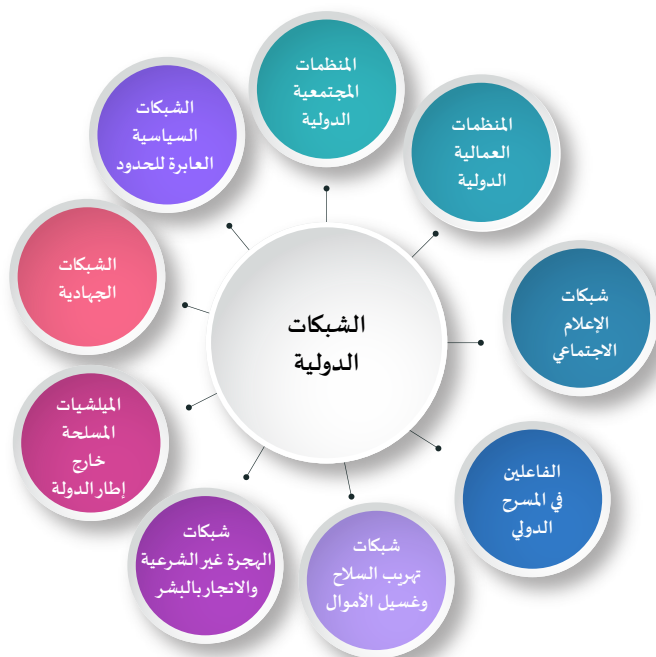 الشبكات
الدولية
المنظمات
المجتمعية
الدولية
المنظمات
العمالية
الدولية
شبكات
الإعلام
الاجتماعي
الفاعلين
في المسرح
الدولي
شبكات
تهريب السلاح
وغسيل الأموال
شبكات
الهجرة غير الشرعية
والاتجار بالبشر
الميلشيات
المسلحة
خارج
إطار الدولة
الشبكات
الجهادية
الشبكات
السياسية
العابرة للحدود